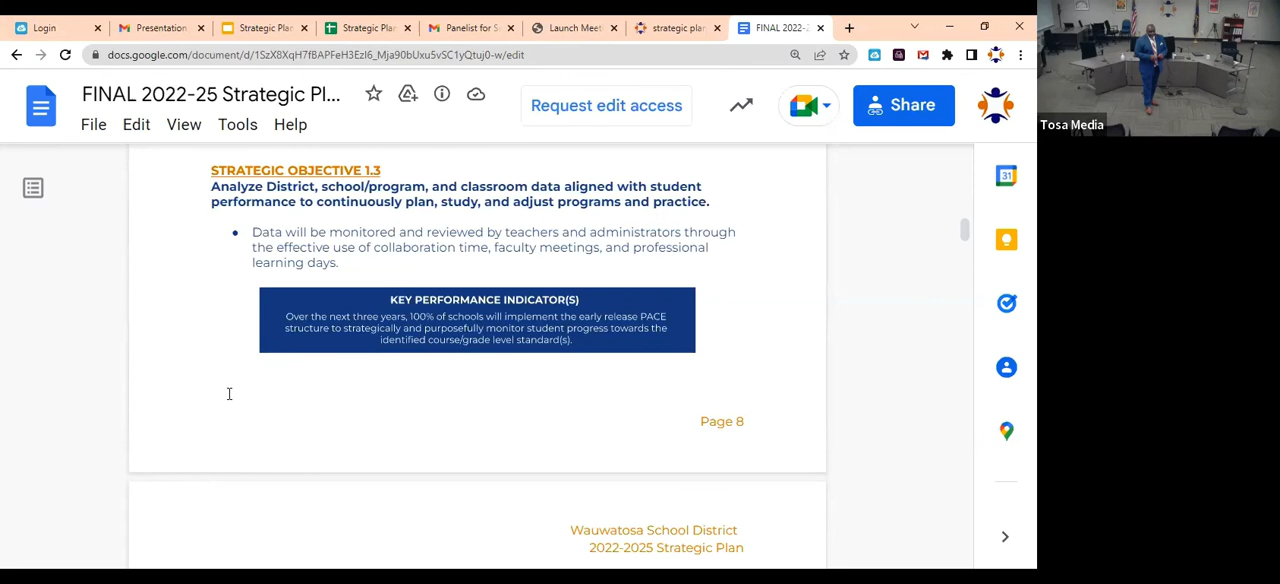 Login
Presentation
Strategic Plan
Strategic Plan
Panelist for S
Launch Meet
strategic plan
FINAL 2022-2
docs.google.com/document/d/1SzX8XqH7fBAPFeH3EzI6_Mja90bUxu5vSC1yQtuj0-w/edit
FINAL 2022-25 Strategic Pl...
Request edit access
Share
File Edit View Tools Help
Tosa Media
31
STRATEGIC OBJECTIVE 1.3
Analyze District, school/program, and classroom data aligned with student
performance to continuously plan, study, and adjust programs and practice.
● Data will be monitored and reviewed by teachers and administrators through
the effective use of collaboration time, faculty meetings, and professional
learning days.
KEY PERFORMANCE INDICATOR(S)
Over the next three years, 100% of schools will implement the early release PACE
structure to strategically and purposefully monitor student progress towards the
identified course/grade level standard(s).
Page 8
Wauwatosa School District
2022-2025 Strategic Plan